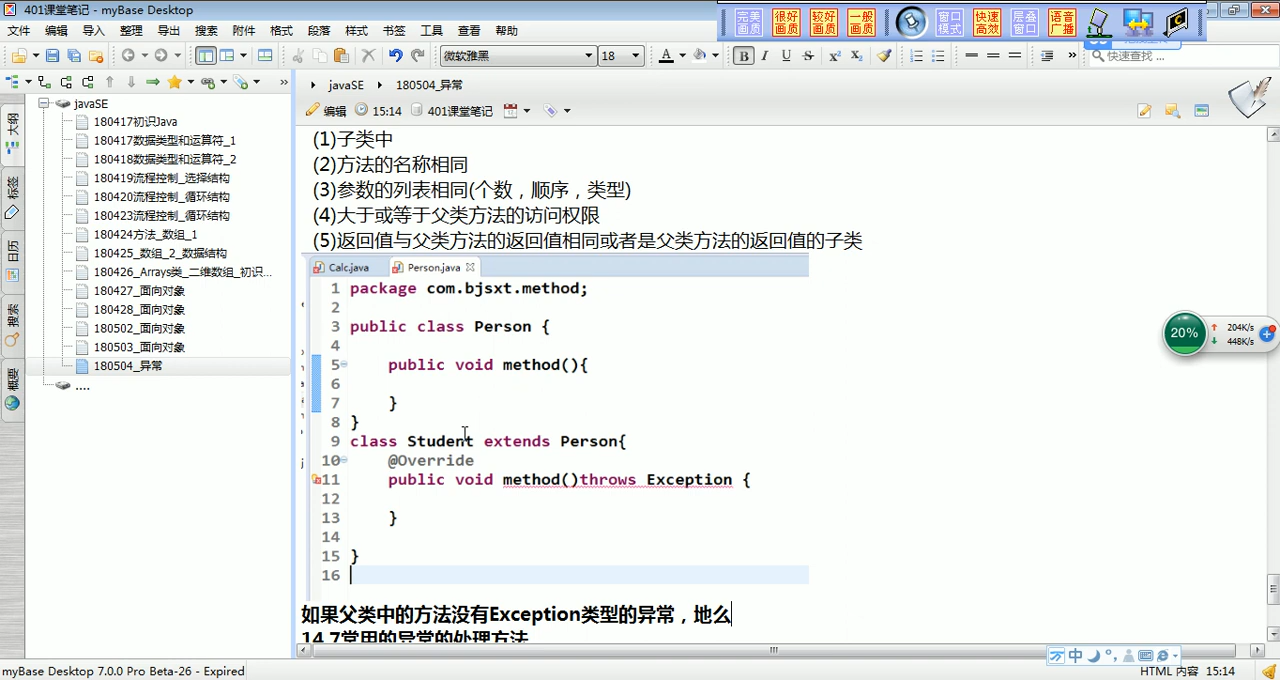 401课堂笔记 - myBase Desktop
文件 编辑 导入 整理 导出 搜索 附件 格式 段落 样式 书签 工具 查看 帮助
完美画质 很好画质 较好画质 一般画质 窗口模式 快速高效 层叠窗口 语音广播
微软雅黑 18
快速查找 ...
大纲
标签
日历
搜索
概要
javaSE
180417初识Java
180417数据类型和运算符_1
180418数据类型和运算符_2
180419流程控制_选择结构
180420流程控制_循环结构
180423流程控制_循环结构
180424方法_数组_1
180425_数组_2_数据结构
180426_Arrays类_二维数组_初识...
180427_面向对象
180428_面向对象
180502_面向对象
180503_面向对象
180504_异常
....
javaSE 180504_异常
编辑 15:14 401课堂笔记
(1)子类中
(2)方法的名称相同
(3)参数的列表相同(个数，顺序，类型)
(4)大于或等于父类方法的访问权限
(5)返回值与父类方法的返回值相同或者是父类方法的返回值的子类
Calc.java Person.java
1 package com.bjsxt.method;
2
3 public class Person {
4
5 public void method(){
6
7 }
8 }
9 class Student extends Person{
10 @Override
11 public void method()throws Exception {
12
13 }
14
15 }
16
如果父类中的方法没有Exception类型的异常，地么
14.7常用的异常的处理方法
20% 204K/s
448K/s
中
myBase Desktop 7.0.0 Pro Beta-26 - Expired
HTML 内容 15:14